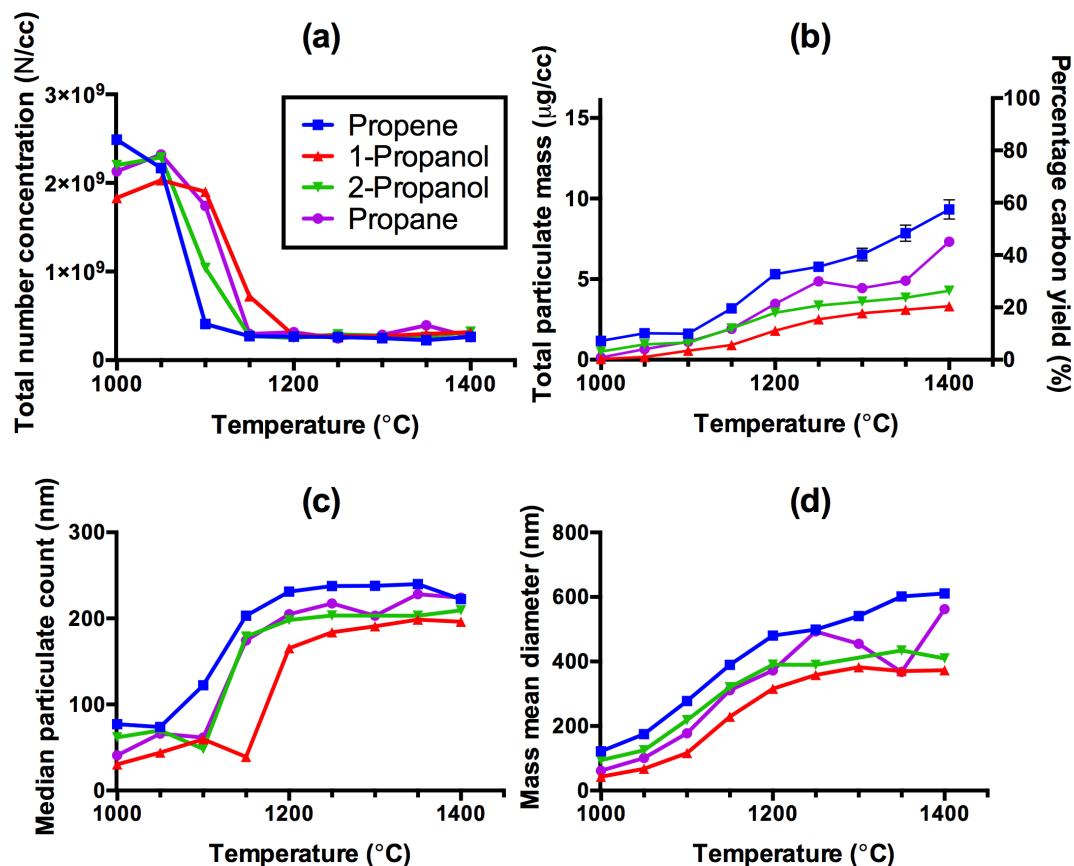 (a)
Total number concentration (N/cc)
3×10⁹
2×10⁹
1×10⁹
0
1000
1200
1400
Temperature (°C)
Propene
1-Propanol
2-Propanol
Propane
(b)
Total particulate mass (μg/cc)
15
10
5
0
1000
1200
1400
Temperature (°C)
100
80
60
40
20
0
Percentage carbon yield (%)
(c)
Median particulate count (nm)
300
200
100
0
1000
1200
1400
Temperature (°C)
(d)
Mass mean diameter (nm)
800
600
400
200
0
1000
1200
1400
Temperature (°C)